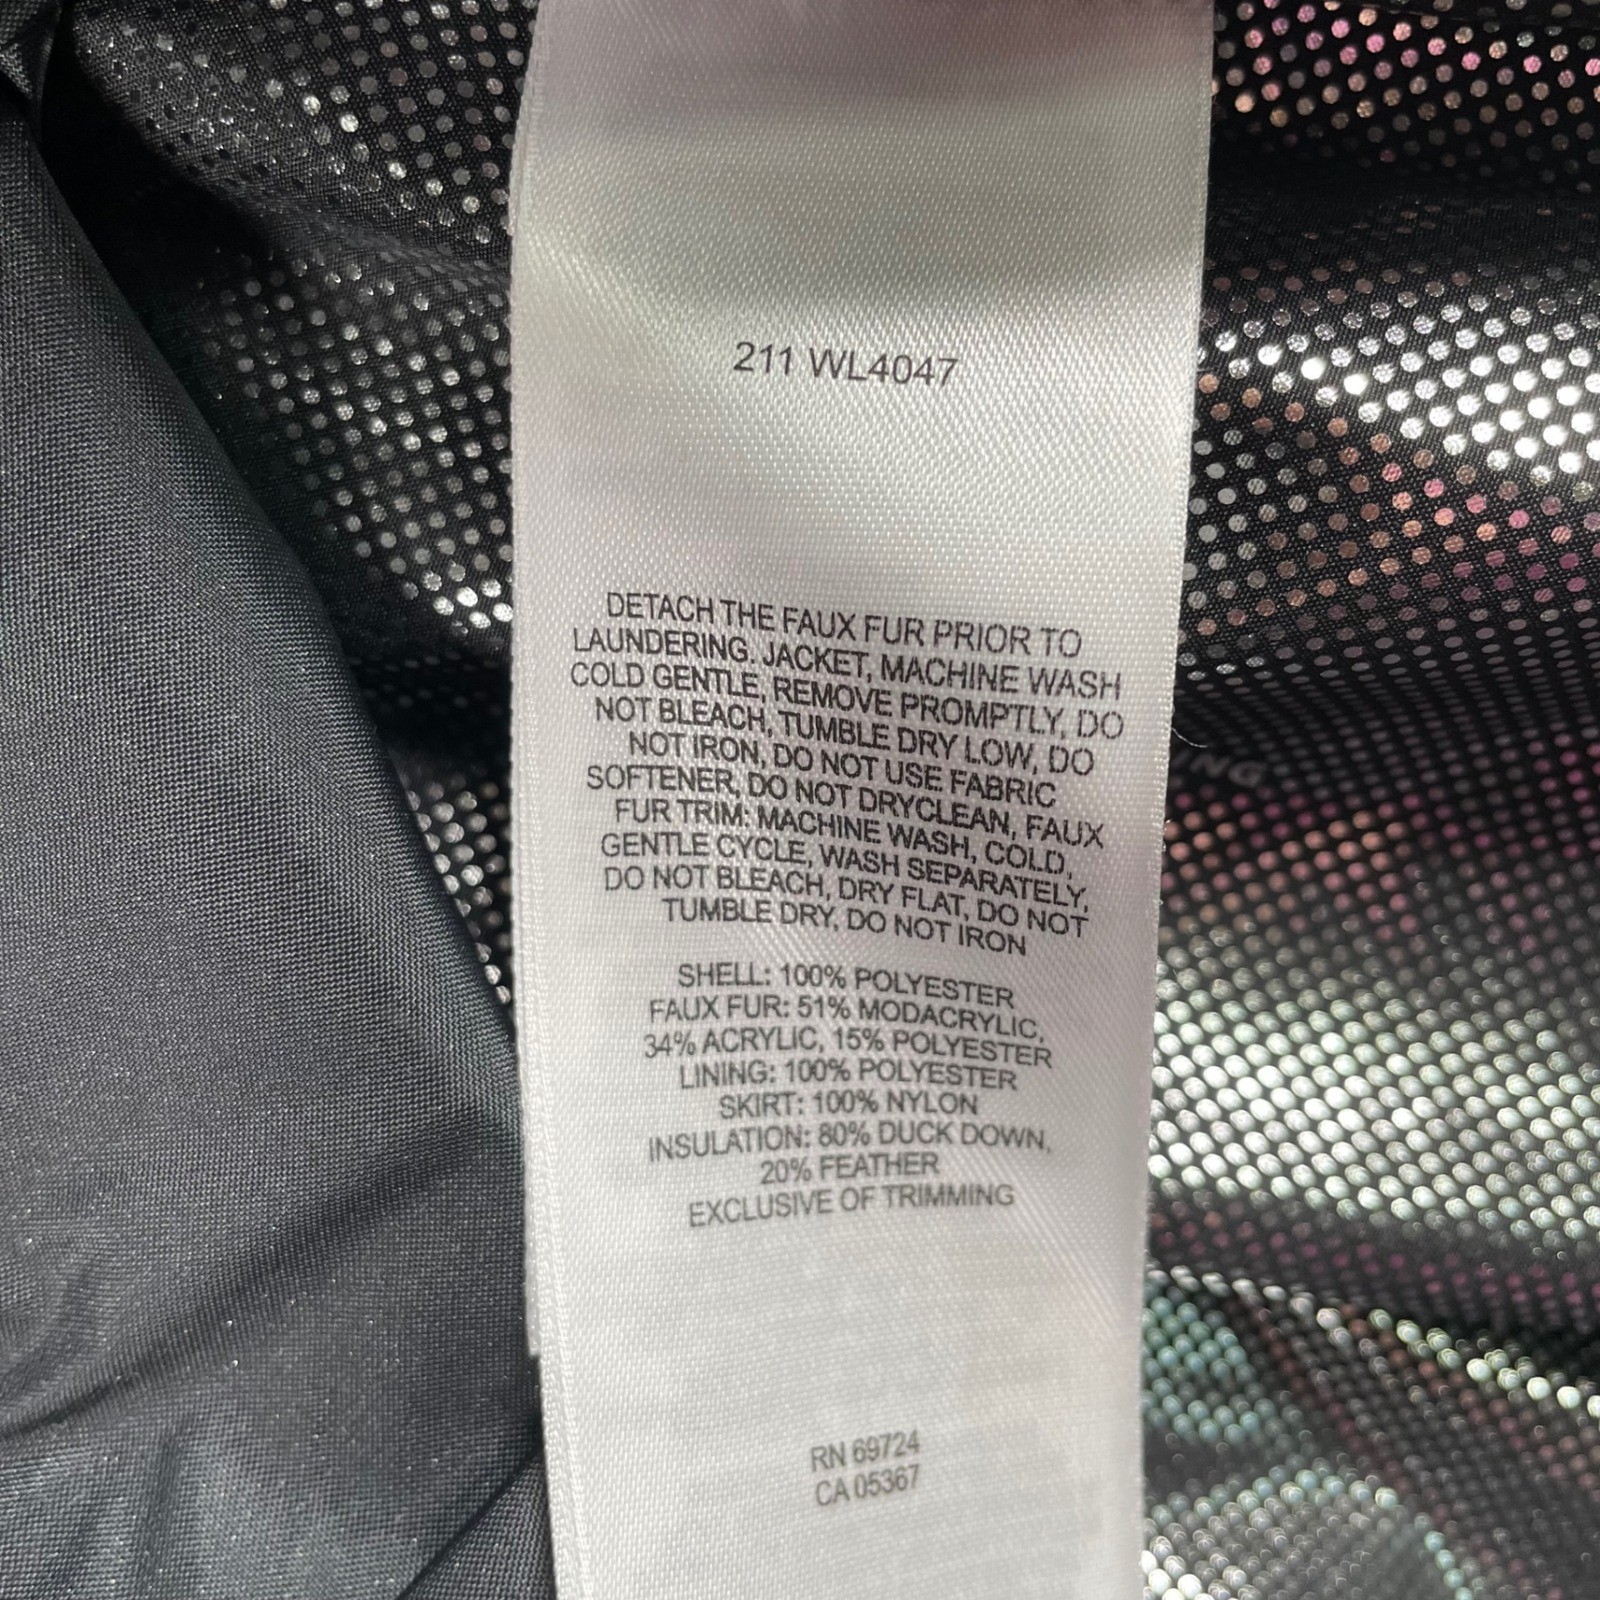 211 WL4047
DETACH THE FAUX FUR PRIOR TO
LAUNDERING. JACKET, MACHINE WASH
COLD GENTLE, REMOVE PROMPTLY, DO
NOT BLEACH, TUMBLE DRY LOW, DO
NOT IRON, DO NOT USE FABRIC
SOFTENER, DO NOT DRYCLEAN, FAUX
FUR TRIM: MACHINE WASH, COLD,
GENTLE CYCLE, WASH SEPARATELY,
DO NOT BLEACH, DRY FLAT, DO NOT
TUMBLE DRY, DO NOT IRON
SHELL: 100% POLYESTER
FAUX FUR: 51% MODACRYLIC,
34% ACRYLIC, 15% POLYESTER
LINING: 100% POLYESTER
SKIRT: 100% NYLON
INSULATION: 80% DUCK DOWN,
20% FEATHER
EXCLUSIVE OF TRIMMING
RN 69724
CA 05367